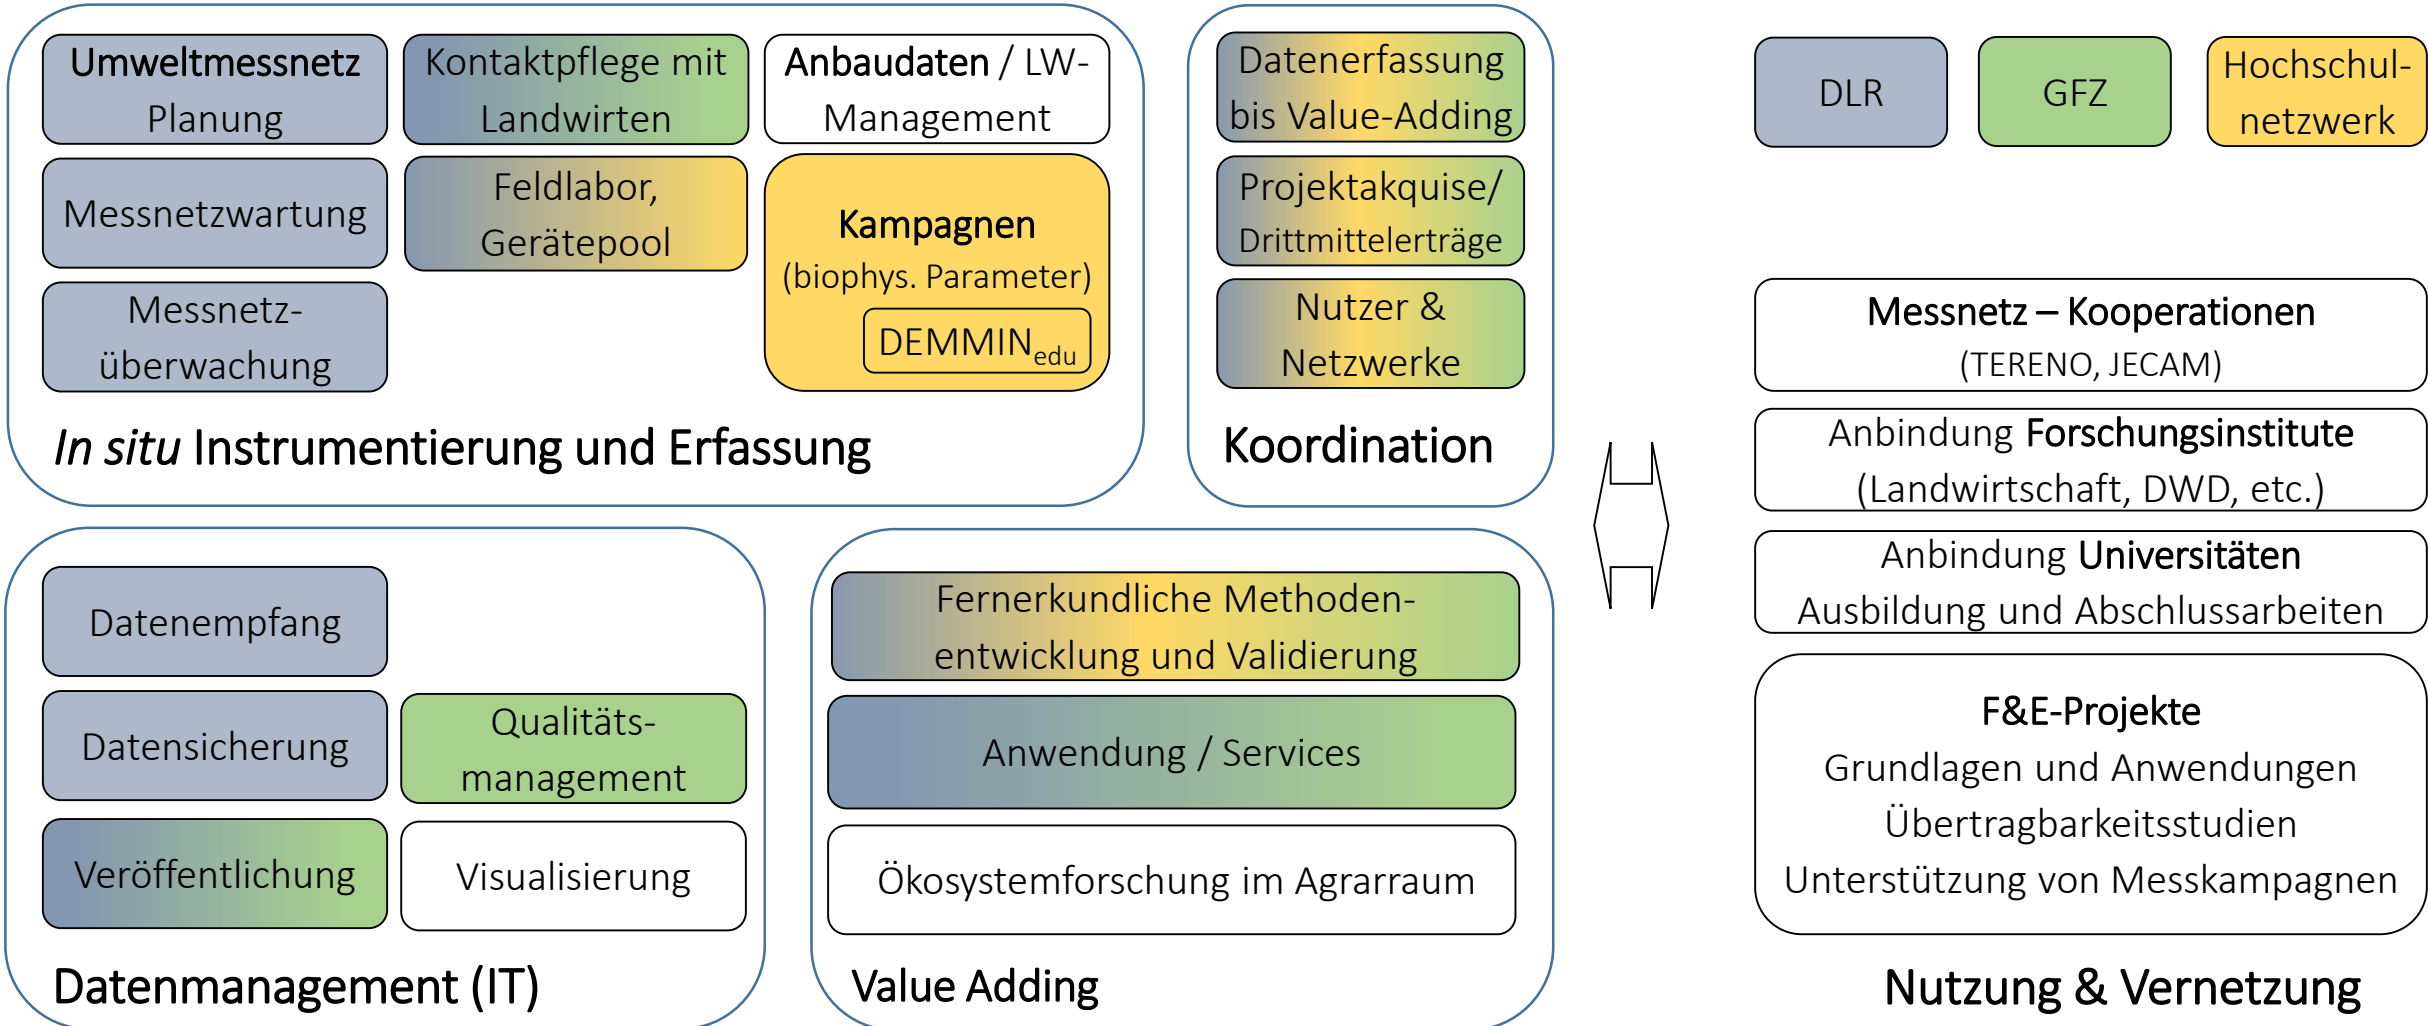 Umweltmessnetz
Planung
Kontaktpflege mit
Landwirten
Anbaudaten / LW-
Management
Messnetzwartung
Feldlabor,
Gerätepool
Kampagnen
(biophys. Parameter)
DEMMINedu
Messnetz-
überwachung
In situ Instrumentierung und Erfassung
Datenerfassung
bis Value-Adding
Projektakquise/
Drittmittelerträge
Nutzer &
Netzwerke
Koordination
DLR
GFZ
Hochschul-
netzwerk
Messnetz – Kooperationen
(TERENO, JECAM)
Anbindung Forschungsinstitute
(Landwirtschaft, DWD, etc.)
Anbindung Universitäten
Ausbildung und Abschlussarbeiten
F&E-Projekte
Grundlagen und Anwendungen
Übertragbarkeitsstudien
Unterstützung von Messkampagnen
Nutzung & Vernetzung
Datenempfang
Datensicherung
Qualitäts-
management
Veröffentlichung
Visualisierung
Datenmanagement (IT)
Fernerkundliche Methoden-
entwicklung und Validierung
Anwendung / Services
Ökosystemforschung im Agrarraum
Value Adding